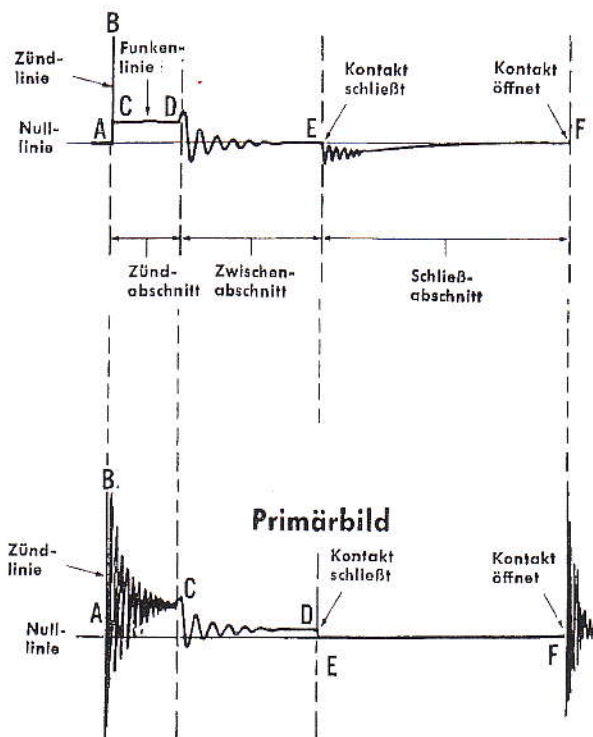 B
Zünd-
linie
Funken-
linie
C
D
A
Null-
linie
E
Kontakt
schließt
Kontakt
öffnet
F
Zünd-
abschnitt
Zwischen-
abschnitt
Schließ-
abschnitt
B
Primärbild
Zünd-
linie
A
C
Null-
linie
D
Kontakt
schließt
E
Kontakt
öffnet
F